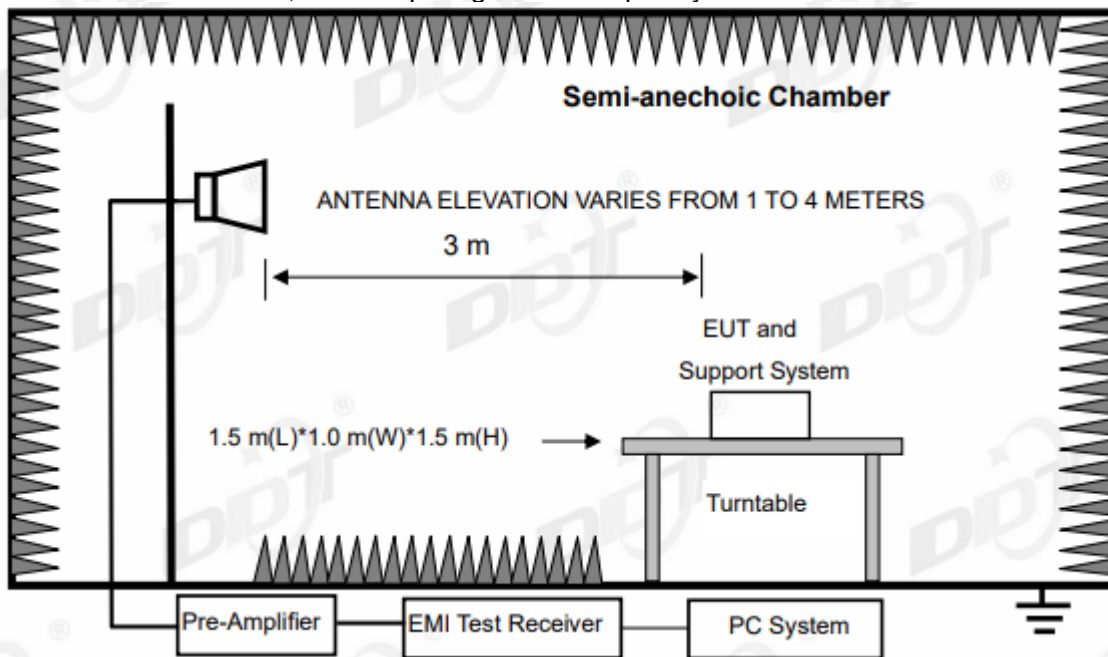 Semi-anechoic Chamber
ANTENNA ELEVATION VARIES FROM 1 TO 4 METERS
3 m
EUT and
Support System
1.5 m(L)*1.0 m(W)*1.5 m(H)
Turntable
Pre-Amplifier
EMI Test Receiver
PC System
DDT
®